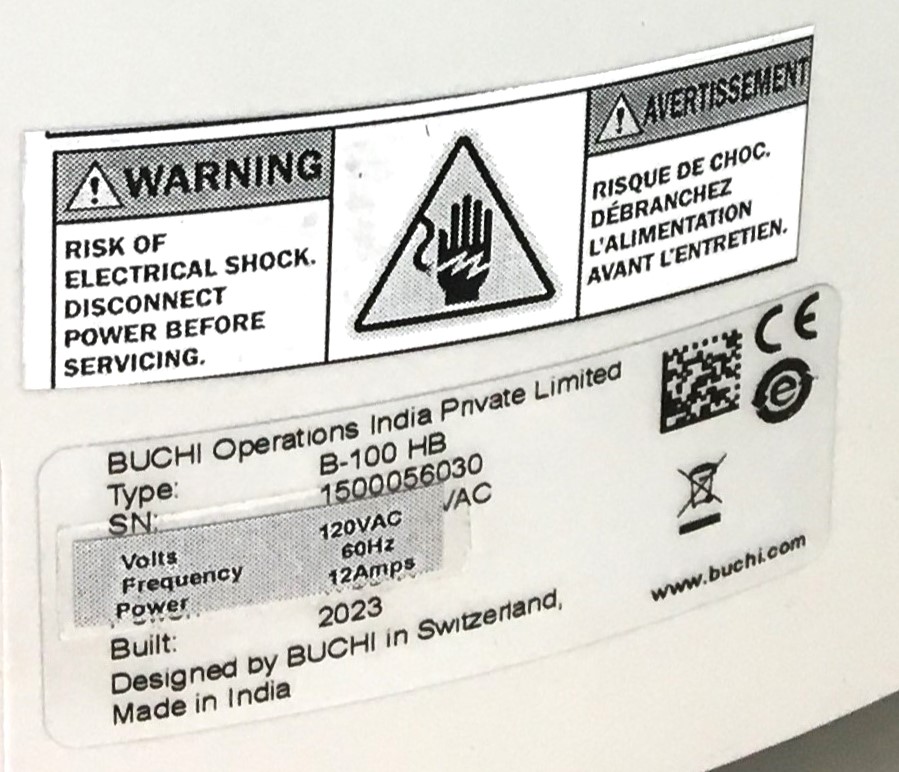 WARNING
RISK OF
ELECTRICAL SHOCK.
DISCONNECT
POWER BEFORE
SERVICING.
AVERTISSEMENT
RISQUE DE CHOC.
DÉBRANCHEZ
L'ALIMENTATION
AVANT L'ENTRETIEN.
BUCHI Operations India Private Limited
Type: B-100 HB
SN: 1500056030
VAC
Volts 120VAC
Frequency 60Hz
Power 12Amps
Built: 2023
Designed by BUCHI in Switzerland,
Made in India
CE
e
www.buchi.com